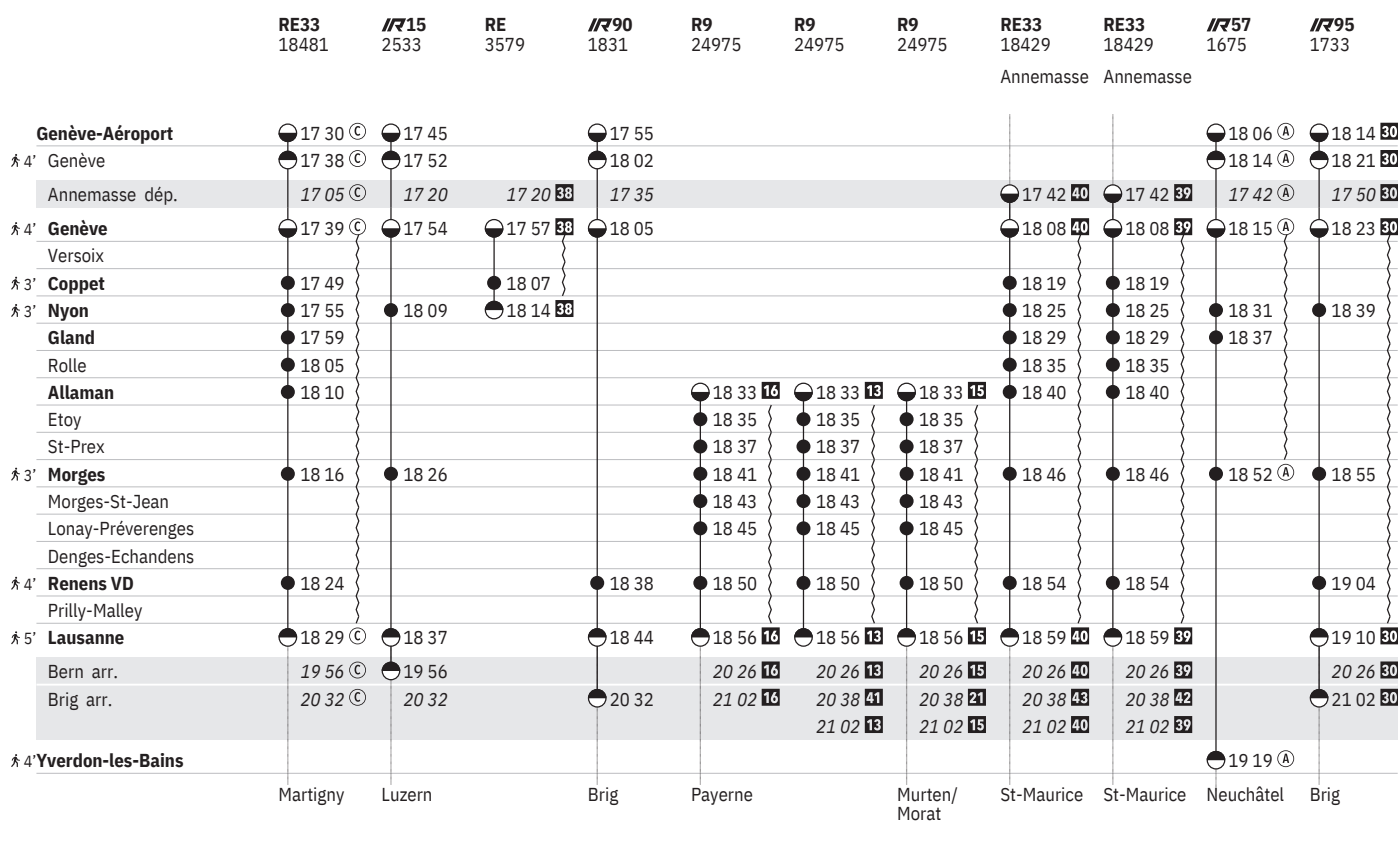 RE33 IR15 RE IR90 R9 R9 R9 RE33 RE33 IR57 IR95
18481 2533 3579 1831 24975 24975 24975 18429 18429 1675 1733
Annemasse Annemasse
Genève-Aéroport 17 30 Ⓒ 17 45 17 55 18 06 Ⓐ 18 14 30
4’ Genève 17 38 Ⓒ 17 52 18 02 18 14 Ⓐ 18 21 30
Annemasse dép. 17 05 Ⓒ 17 20 17 20 38 17 35 17 42 40 17 42 39 17 42 Ⓐ 17 50 30
4’ Genève 17 39 Ⓒ 17 54 17 57 38 18 05 18 08 40 18 08 39 18 15 Ⓐ 18 23 30
Versoix
3’ Coppet 17 49 18 07 18 19 18 19
3’ Nyon 17 55 18 09 18 14 38 18 25 18 25 18 31 18 39
Gland 17 59 18 29 18 29 18 37
Rolle 18 05 18 35 18 35
Allaman 18 10 18 33 16 18 33 13 18 33 15 18 40 18 40
Etoy 18 35 18 35 18 35
St-Prex 18 37 18 37 18 37
3’ Morges 18 16 18 26 18 41 18 41 18 41 18 46 18 46 18 52 Ⓐ 18 55
Morges-St-Jean 18 43 18 43 18 43
Lonay-Préverenges 18 45 18 45 18 45
Denges-Echandens
4’ Renens VD 18 24 18 38 18 50 18 50 18 50 18 54 18 54 19 04
Prilly-Malley
5’ Lausanne 18 29 Ⓒ 18 37 18 44 18 56 16 18 56 13 18 56 15 18 59 40 18 59 39 19 10 30
Bern arr. 19 56 Ⓒ 19 56 20 26 16 20 26 13 20 26 15 20 26 40 20 26 39 20 26 30
Brig arr. 20 32 Ⓒ 20 32 20 32 21 02 16 20 38 41 20 38 21 20 38 43 20 38 42 21 02 30
21 02 13 21 02 15 21 02 40 21 02 39
4’ Yverdon-les-Bains 19 19 Ⓐ
Martigny Luzern Brig Payerne Murten/ St-Maurice St-Maurice Neuchâtel Brig
Morat